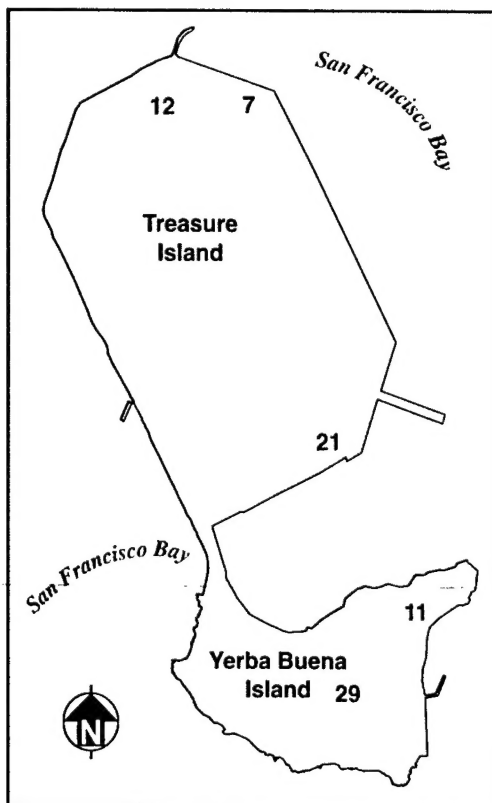 San Francisco Bay
12 7
Treasure
Island
21
San Francisco Bay
11
Yerba Buena
Island 29
N